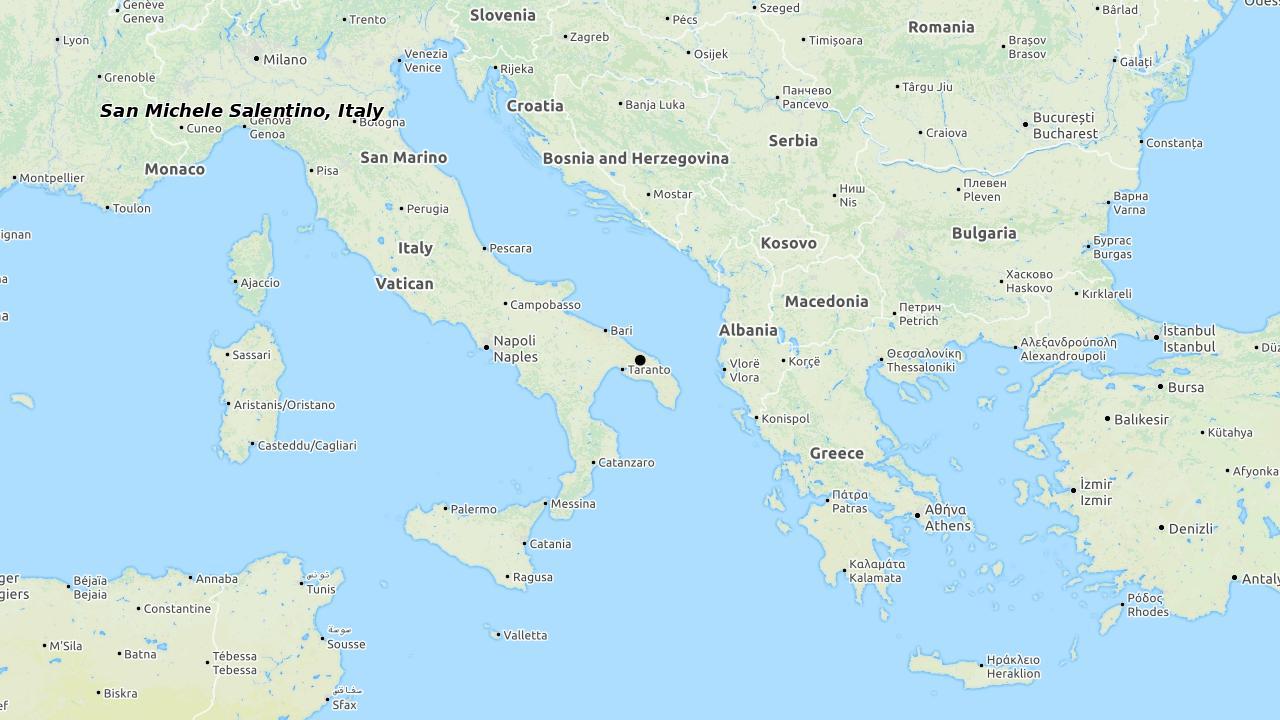 Genève
Geneva
Trento
Slovenia
Pécs
Szeged
Romania
Bârlad
Lyon
Zagreb
Timișoara
Brașov
Brasov
Venezia
Venice
Osijek
Milano
Rijeka
Galați
Grenoble
Târgu Jiu
Панчево
Pancevo
Croatia
Banja Luka
San Michele Salentino, Italy
București
Bucharest
Genova
Genoa
Bologna
Cuneo
Craiova
Serbia
Constanța
San Marino
Bosnia and Herzegovina
Monaco
Pisa
Montpellier
Плевен
Pleven
Ниш
Nis
Mostar
Варна
Varna
Toulon
Perugia
ignan
Bulgaria
Kosovo
Italy
Pescara
Бургас
Burgas
Хасково
Haskovo
Ajaccio
Vatican
Kırklareli
Macedonia
Campobasso
Петрич
Petrich
Albania
Bari
İstanbul
Istanbul
Napoli
Naples
Αλεξανδρούπολη
Alexandroupoli
Düz
Sassari
Θεσσαλονίκη
Thessaloniki
Korçë
Vlorë
Vlora
Taranto
Bursa
Aristanis/Oristano
Konispol
Balıkesir
Kütahya
Casteddu/Cagliari
Greece
Catanzaro
Afyonka
İzmir
Izmir
Πάτρα
Patras
Palermo
Messina
Αθήνα
Athens
Denizli
Catania
Καλαμάτα
Kalamata
Ragusa
ger
giers
Béjaïa
Bejaia
Annaba
تونس
Tunis
Antaly
Ρόδος
Rhodes
Constantine
سوسة
Sousse
Valletta
M'Sila
Batna
Tébessa
Tebessa
Ηράκλειο
Heraklion
Biskra
صفاقس
Sfax
ef